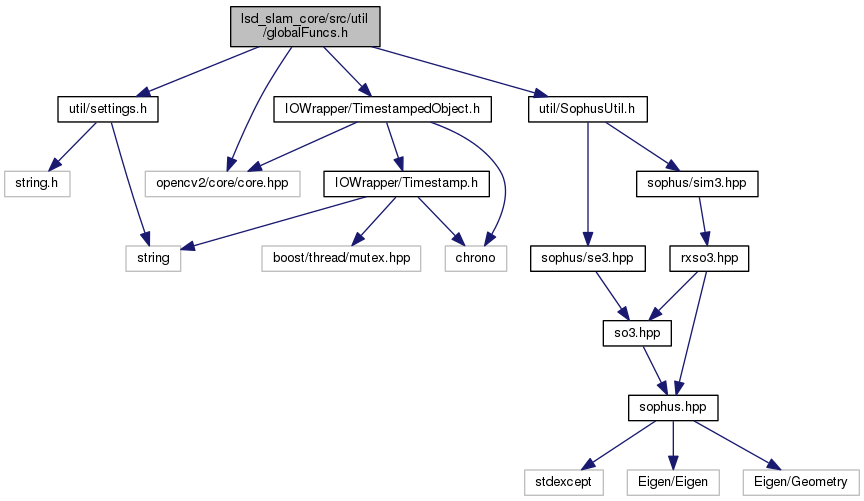 lsd_slam_core/src/util
/globalFuncs.h
util/settings.h
IOWrapper/TimestampedObject.h
util/SophusUtil.h
string.h
opencv2/core/core.hpp
IOWrapper/Timestamp.h
sophus/sim3.hpp
string
boost/thread/mutex.hpp
chrono
sophus/se3.hpp
rxso3.hpp
so3.hpp
sophus.hpp
stdexcept
Eigen/Eigen
Eigen/Geometry